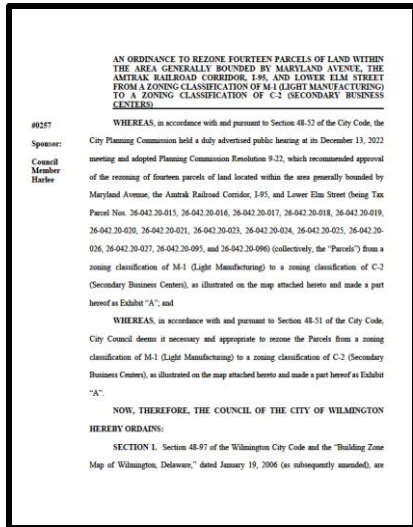 AN ORDINANCE TO REZONE FOURTEEN PARCELS OF LAND WITHIN
THE AREA GENERALLY BOUNDED BY MARYLAND AVENUE, THE
AMTRAK RAILROAD CORRIDOR, I-95, AND LOWER ELM STREET
FROM A ZONING CLASSIFICATION OF M-1 (LIGHT MANUFACTURING)
TO A ZONING CLASSIFICATION OF C-2 (SECONDARY BUSINESS
CENTERS)
#0257
Sponsor:
Council
Member
Harlee
WHEREAS, in accordance with and pursuant to Section 48-52 of the City Code, the
City Planning Commission held a duly advertised public hearing at its December 13, 2022
meeting and adopted Planning Commission Resolution 9-22, which recommended approval
of the rezoning of fourteen parcels of land located within the area generally bounded by
Maryland Avenue, the Amtrak Railroad Corridor, I-95, and Lower Elm Street (being Tax
Parcel Nos. 26-042.20-015, 26-042.20-016, 26-042.20-017, 26-042.20-018, 26-042.20-019,
26-042.20-020, 26-042.20-021, 26-042.20-023, 26-042.20-024, 26-042.20-025, 26-042.20-
026, 26-042.20-027, 26-042.20-095, and 26-042.20-096) (collectively, the “Parcels”) from a
zoning classification of M-1 (Light Manufacturing) to a zoning classification of C-2
(Secondary Business Centers), as illustrated on the map attached hereto and made a part
hereof as Exhibit “A”; and
WHEREAS, in accordance with and pursuant to Section 48-51 of the City Code,
City Council deems it necessary and appropriate to rezone the Parcels from a zoning
classification of M-1 (Light Manufacturing) to a zoning classification of C-2 (Secondary
Business Centers), as illustrated on the map attached hereto and made a part hereof as Exhibit
“A”.
NOW, THEREFORE, THE COUNCIL OF THE CITY OF WILMINGTON
HEREBY ORDAINS:
SECTION 1. Section 48-97 of the Wilmington City Code and the “Building Zone
Map of Wilmington, Delaware,” dated January 19, 2006 (as subsequently amended), are